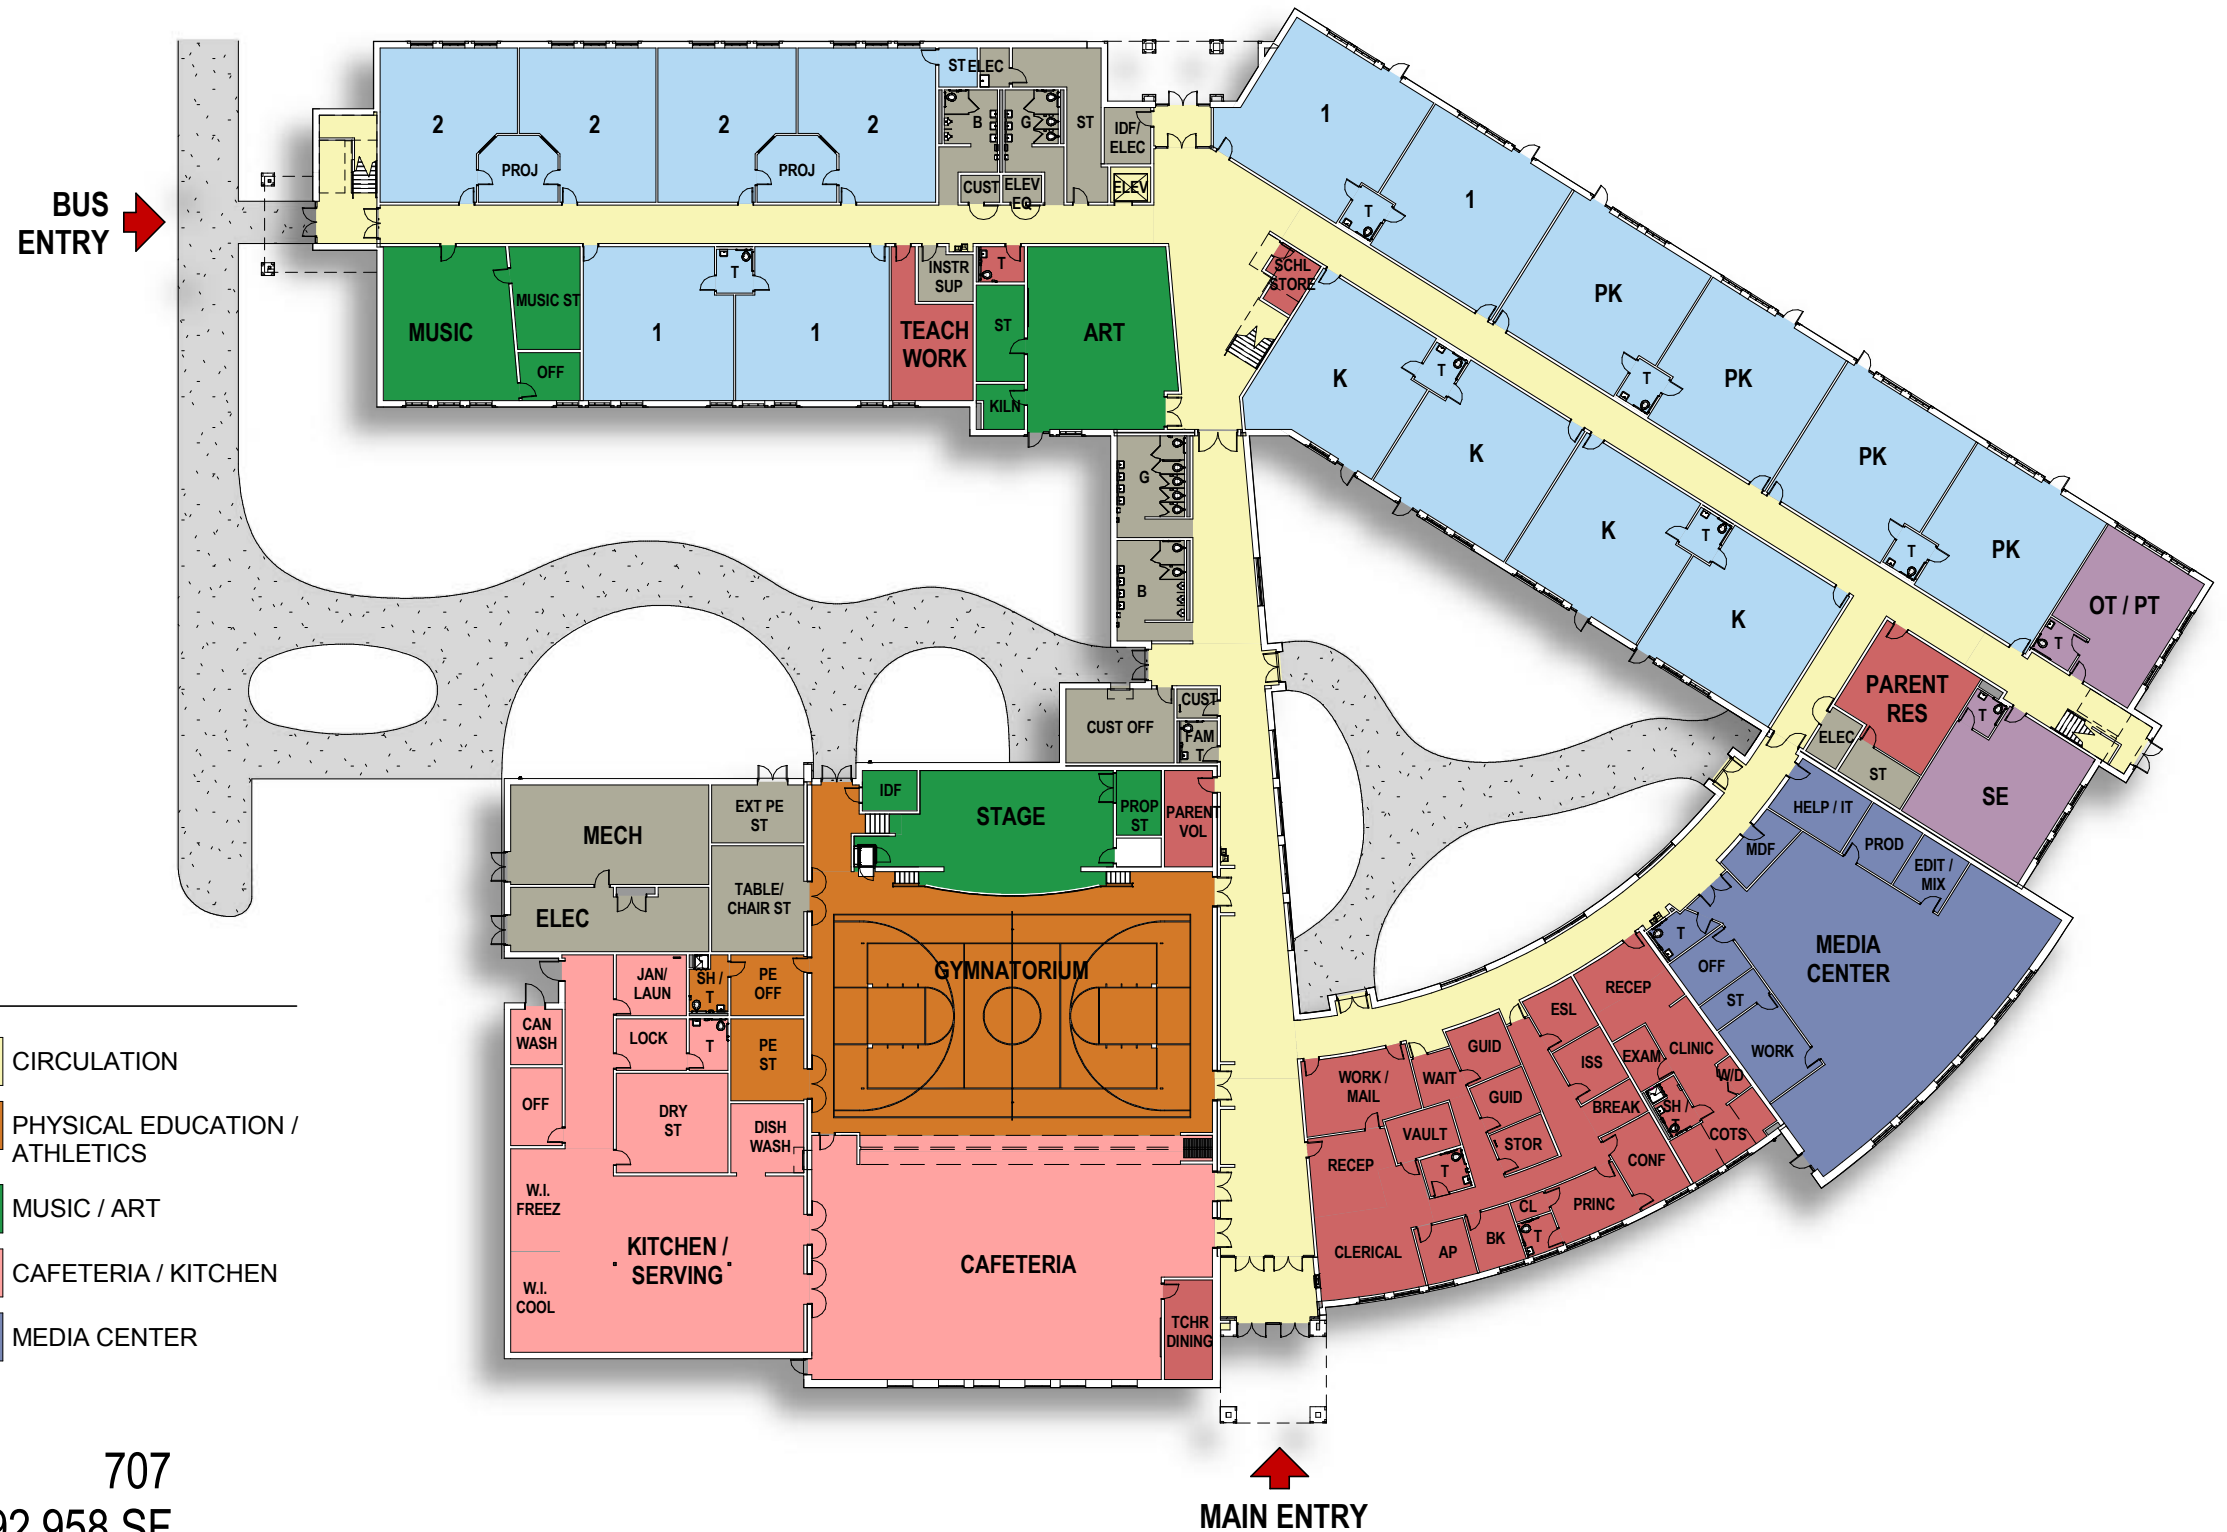 2
2
2
2
PROJ
PROJ
ST
ELEC
B
G
ST
IDF/
ELEC
CUST
ELEV
EQ
ELEV
BUS
ENTRY
MUSIC
MUSIC ST
OFF
1
T
1
TEACH
WORK
INSTR
SUP
T
ST
KILN
ART
1
T
1
PK
T
PK
PK
T
PK
OT / PT
T
SCHL
STORE
K
T
K
K
T
K
G
B
CUST
CUST OFF
FAM
T
PARENT
RES
T
ELEC
ST
SE
HELP / IT
MDF
PROD
EDIT /
MIX
MEDIA
CENTER
T
OFF
ST
WORK
IDF
STAGE
PROP
ST
PARENT
VOL
MECH
EXT PE
ST
TABLE/
CHAIR ST
ELEC
GYMNATORIUM
JAN/
LAUN
SH /
T
PE
OFF
CAN
WASH
LOCK
T
PE
ST
OFF
DRY
ST
DISH
WASH
W.I.
FREEZ
W.I.
COOL
KITCHEN /
SERVING
CAFETERIA
TCHR
DINING
RECEP
ESL
GUID
ISS
EXAM
CLINIC
W/D
WORK /
MAIL
WAIT
GUID
BREAK
SH /
T
COTS
VAULT
STOR
CONF
RECEP
T
CL
PRINC
T
CLERICAL
AP
BK
CIRCULATION
PHYSICAL EDUCATION /
ATHLETICS
MUSIC / ART
CAFETERIA / KITCHEN
MEDIA CENTER
707
92,958 SF
MAIN ENTRY